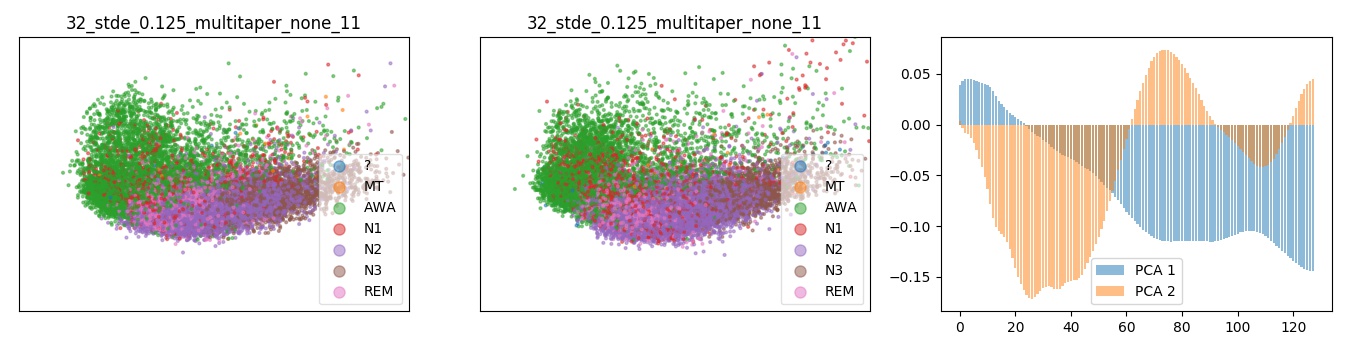 32_stde_0.125_multitaper_none_11
?
MT
AWA
N1
N2
N3
REM
32_stde_0.125_multitaper_none_11
?
MT
AWA
N1
N2
N3
REM
0.05
0.00
−0.05
−0.10
−0.15
PCA 1
PCA 2
0 20 40 60 80 100 120